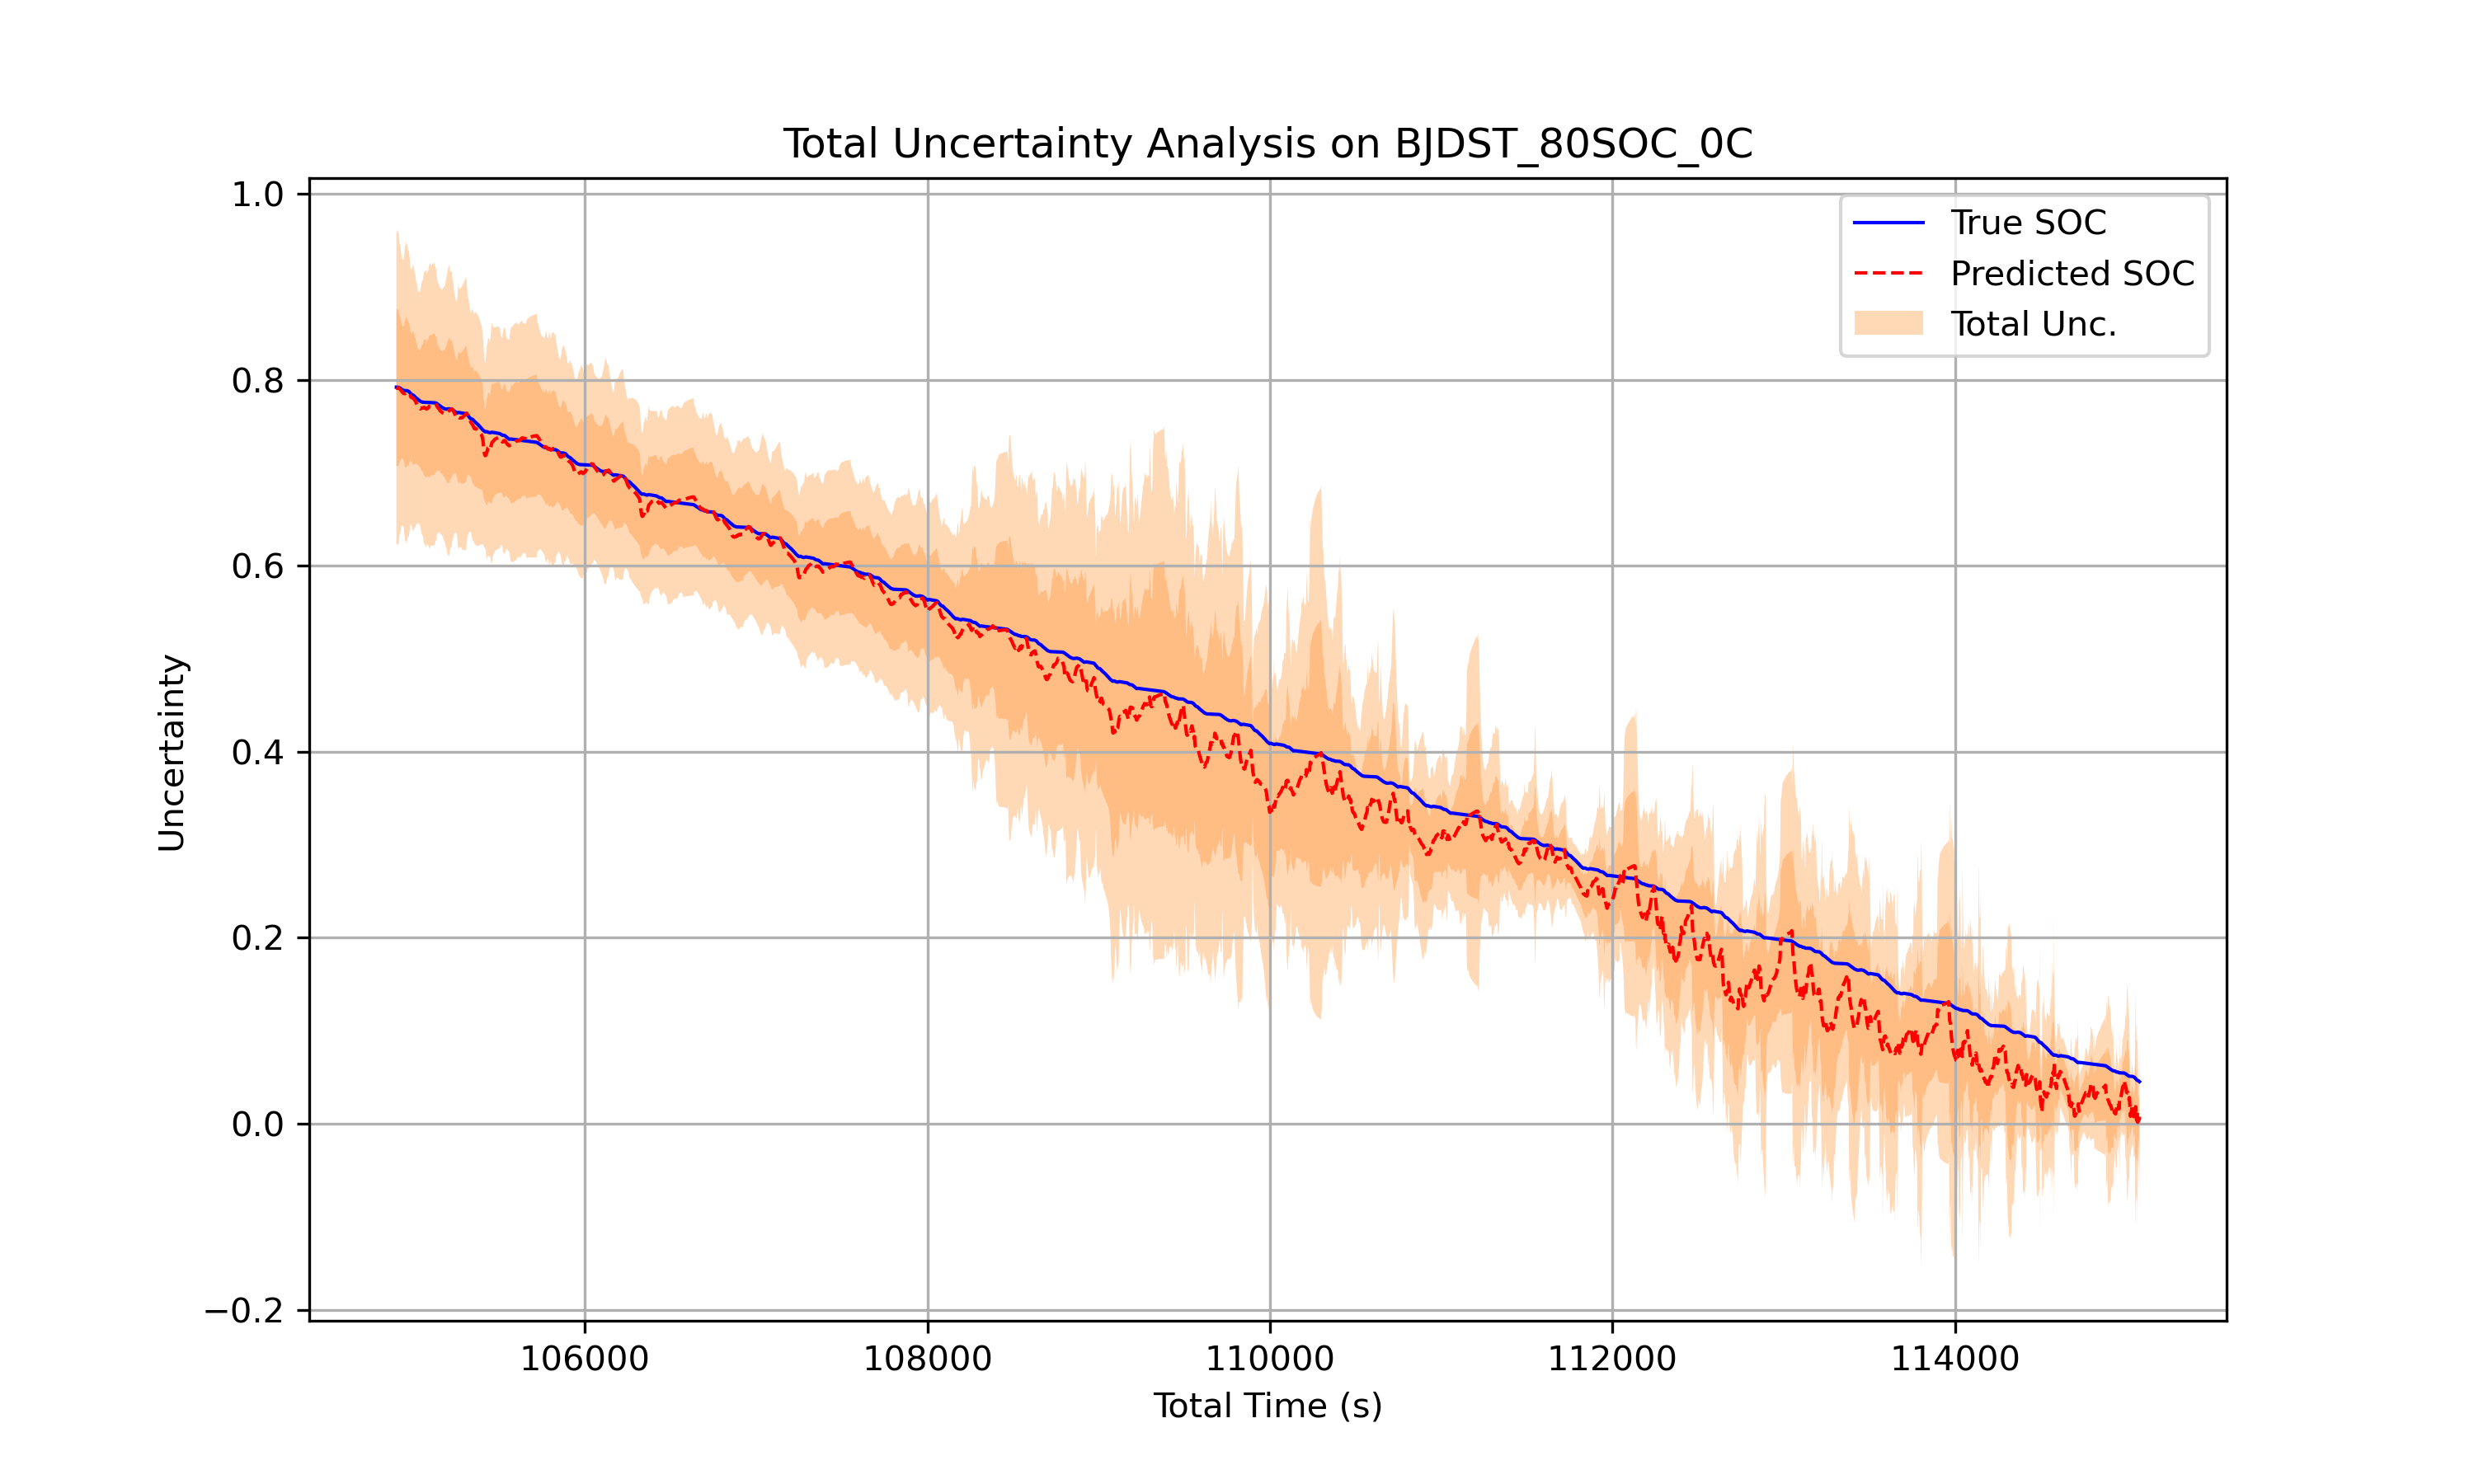 Total Uncertainty Analysis on BJDST_80SOC_0C
1.0
0.8
0.6
0.4
0.2
0.0
−0.2
Uncertainty
True SOC
Predicted SOC
Total Unc.
106000 108000 110000 112000 114000
Total Time (s)